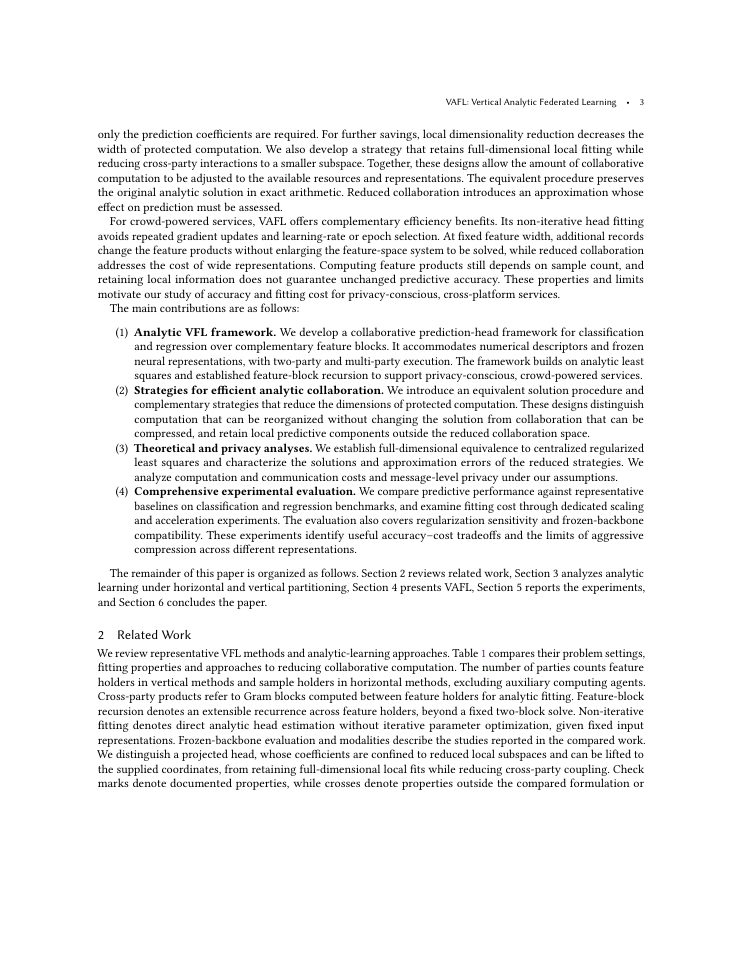 VAFL: Vertical Analytic Federated Learning • 3
only the prediction coefficients are required. For further savings, local dimensionality reduction decreases the
width of protected computation. We also develop a strategy that retains full-dimensional local fitting while
reducing cross-party interactions to a smaller subspace. Together, these designs allow the amount of collaborative
computation to be adjusted to the available resources and representations. The equivalent procedure preserves
the original analytic solution in exact arithmetic. Reduced collaboration introduces an approximation whose
effect on prediction must be assessed.
For crowd-powered services, VAFL offers complementary efficiency benefits. Its non-iterative head fitting
avoids repeated gradient updates and learning-rate or epoch selection. At fixed feature width, additional records
change the feature products without enlarging the feature-space system to be solved, while reduced collaboration
addresses the cost of wide representations. Computing feature products still depends on sample count, and
retaining local information does not guarantee unchanged predictive accuracy. These properties and limits
motivate our study of accuracy and fitting cost for privacy-conscious, cross-platform services.
The main contributions are as follows:
(1) Analytic VFL framework. We develop a collaborative prediction-head framework for classification
and regression over complementary feature blocks. It accommodates numerical descriptors and frozen
neural representations, with two-party and multi-party execution. The framework builds on analytic least
squares and established feature-block recursion to support privacy-conscious, crowd-powered services.
(2) Strategies for efficient analytic collaboration. We introduce an equivalent solution procedure and
complementary strategies that reduce the dimensions of protected computation. These designs distinguish
computation that can be reorganized without changing the solution from collaboration that can be
compressed, and retain local predictive components outside the reduced collaboration space.
(3) Theoretical and privacy analyses. We establish full-dimensional equivalence to centralized regularized
least squares and characterize the solutions and approximation errors of the reduced strategies. We
analyze computation and communication costs and message-level privacy under our assumptions.
(4) Comprehensive experimental evaluation. We compare predictive performance against representative
baselines on classification and regression benchmarks, and examine fitting cost through dedicated scaling
and acceleration experiments. The evaluation also covers regularization sensitivity and frozen-backbone
compatibility. These experiments identify useful accuracy–cost tradeoffs and the limits of aggressive
compression across different representations.
The remainder of this paper is organized as follows. Section 2 reviews related work, Section 3 analyzes analytic
learning under horizontal and vertical partitioning, Section 4 presents VAFL, Section 5 reports the experiments,
and Section 6 concludes the paper.
2 Related Work
We review representative VFL methods and analytic-learning approaches. Table 1 compares their problem settings,
fitting properties and approaches to reducing collaborative computation. The number of parties counts feature
holders in vertical methods and sample holders in horizontal methods, excluding auxiliary computing agents.
Cross-party products refer to Gram blocks computed between feature holders for analytic fitting. Feature-block
recursion denotes an extensible recurrence across feature holders, beyond a fixed two-block solve. Non-iterative
fitting denotes direct analytic head estimation without iterative parameter optimization, given fixed input
representations. Frozen-backbone evaluation and modalities describe the studies reported in the compared work.
We distinguish a projected head, whose coefficients are confined to reduced local subspaces and can be lifted to
the supplied coordinates, from retaining full-dimensional local fits while reducing cross-party coupling. Check
marks denote documented properties, while crosses denote properties outside the compared formulation or